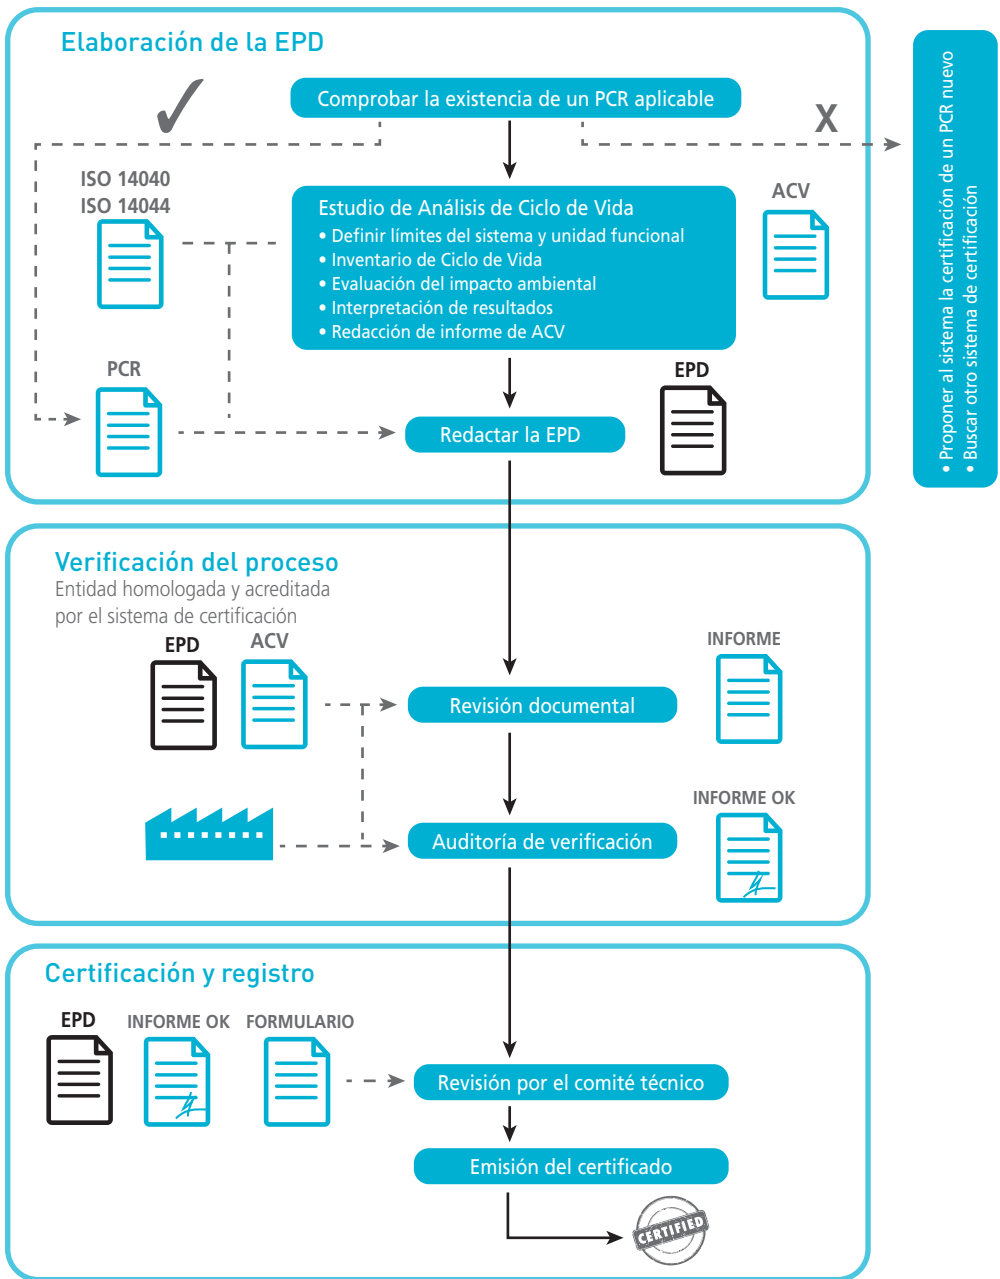 Elaboración de la EPD
Comprobar la existencia de un PCR aplicable
X
• Proponer al sistema la certificación de un PCR nuevo
• Buscar otro sistema de certificación
ISO 14040
ISO 14044
Estudio de Análisis de Ciclo de Vida
• Definir límites del sistema y unidad funcional
• Inventario de Ciclo de Vida
• Evaluación del impacto ambiental
• Interpretación de resultados
• Redacción de informe de ACV
ACV
PCR
EPD
Redactar la EPD
Verificación del proceso
Entidad homologada y acreditada
por el sistema de certificación
EPD
ACV
INFORME
Revisión documental
INFORME OK
Auditoría de verificación
Certificación y registro
EPD
INFORME OK
FORMULARIO
Revisión por el comité técnico
Emisión del certificado
CERTIFIED